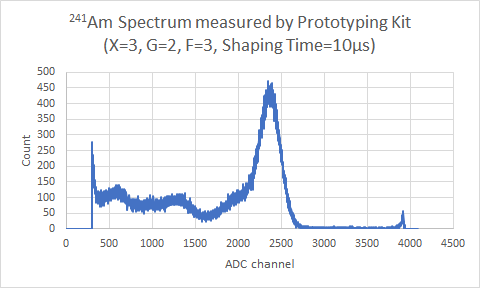 ²⁴¹Am Spectrum measured by Prototyping Kit
(X=3, G=2, F=3, Shaping Time=10µs)
500
450
400
350
300
250
200
150
100
50
0
Count
0 500 1000 1500 2000 2500 3000 3500 4000 4500
ADC channel